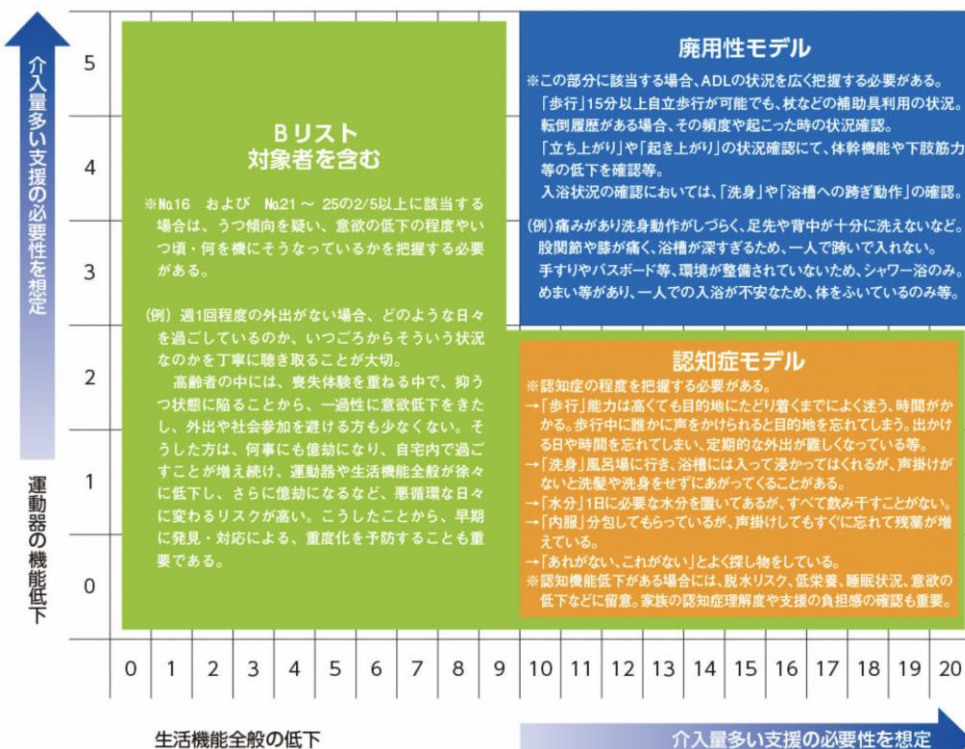 介入量多い支援の必要性を想定
運動器の機能低下
5
4
3
2
1
0
Bリスト
対象者を含む
※No.16 および No.21～25の2/5以上に該当する
場合は、うつ傾向を疑い、意欲の低下の程度やい
つ頃・何を機にそうなっているかを把握する必要
がある。
(例) 週1回程度の外出がない場合、どのような日々
を過ごしているのか、いつごろからそういう状況
なのかを丁寧に聴き取ることが大切。
高齢者の中には、喪失体験を重ねる中で、抑う
つ状態に陥ることから、一過性に意欲低下をきた
し、外出や社会参加を避ける方も少なくない。そ
うした方は、何事にも億劫になり、自宅内で過ご
すことが増え続け、運動器や生活機能全般が徐々
に低下し、さらに億劫になるなど、悪循環な日々
に変わるリスクが高い。こうしたことから、早期
に発見・対応による、重度化を予防することも重
要である。
廃用性モデル
※この部分に該当する場合、ADLの状況を広く把握する必要がある。
「歩行」15分以上自立歩行が可能でも、杖などの補助具利用の状況。
転倒履歴がある場合、その頻度や起こった時の状況確認。
「立ち上がり」や「起き上がり」の状況確認にて、体幹機能や下肢筋力
等の低下を確認等。
入浴状況の確認においては、「洗身」や「浴槽への跨ぎ動作」の確認。
(例)痛みがあり洗身動作がしづらく、足先や背中が十分に洗えないなど。
股関節や膝が痛く、浴槽が深すぎるため、一人で跨いで入れない。
手すりやバスボード等、環境が整備されていないため、シャワー浴のみ。
めまい等があり、一人での入浴が不安なため、体をふいているのみ等。
認知症モデル
※認知症の程度を把握する必要がある。
→「歩行」能力は高くても目的地にたどり着くまでによく迷う、時間がか
かる。歩行中に誰かに声をかけられると目的地を忘れてしまう。出かけ
る日や時間を忘れてしまい、定期的な外出が難しくなっている等。
→「洗身」風呂場に行き、浴槽には入って浸かってはくれるが、声掛けが
ないと洗髪や洗身をせずにあがってくることがある。
→「水分」1日に必要な水分を置いてあるが、すべて飲み干すことがない。
→「内服」分包してもらっているが、声掛けしてもすぐに忘れて残薬が増
えている。
→「あれがない、これがない」とよく探し物をしている。
※認知機能低下がある場合には、脱水リスク、低栄養、睡眠状況、意欲の
低下などに留意。家族の認知症理解度や支援の負担感の確認も重要。
0 1 2 3 4 5 6 7 8 9 10 11 12 13 14 15 16 17 18 19 20
生活機能全般の低下
介入量多い支援の必要性を想定